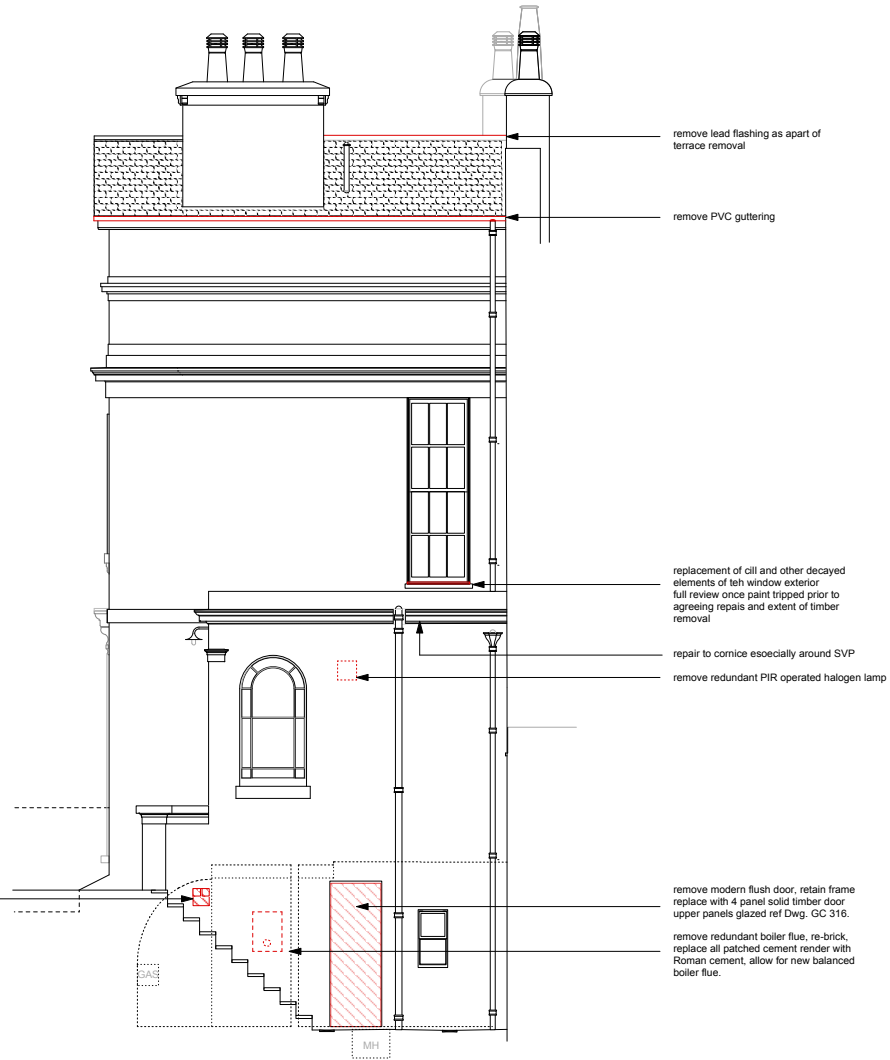 remove lead flashing as apart of
terrace removal
remove PVC guttering
replacement of cill and other decayed
elements of teh window exterior
full review once paint tripped prior to
agreeing repais and extent of timber
removal
repair to cornice esoecially around SVP
remove redundant PIR operated halogen lamp
remove modern flush door, retain frame
replace with 4 panel solid timber door
upper panels glazed ref Dwg. GC 316.
remove redundant boiler flue, re-brick,
replace all patched cement render with
Roman cement, allow for new balanced
boiler flue.
GAS
MH